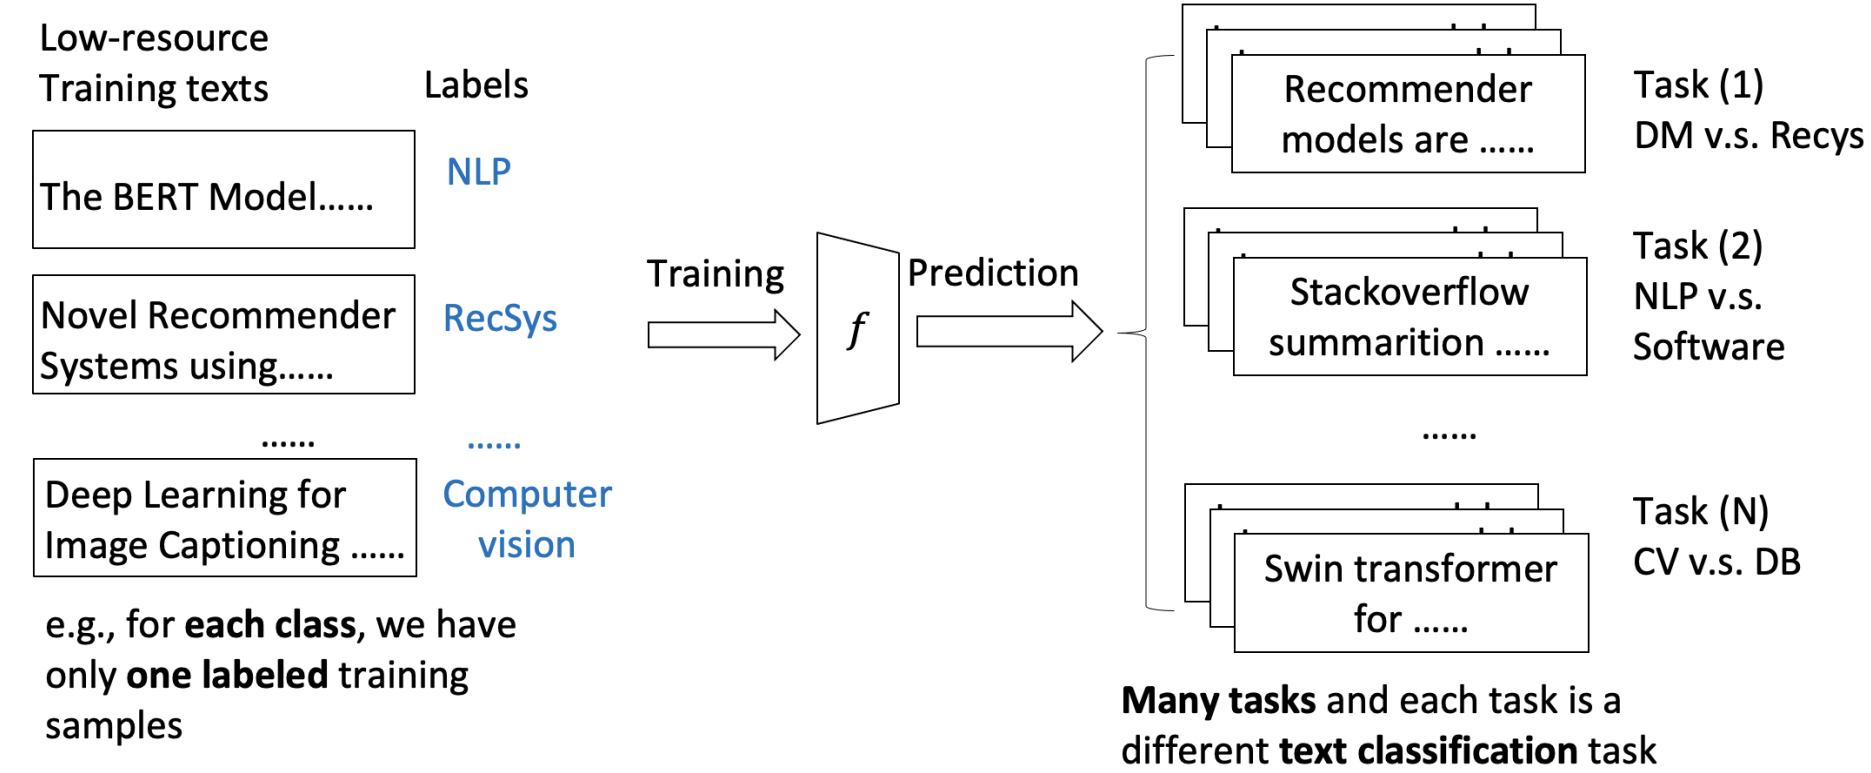 Low-resource
Training texts
Labels
The BERT Model......
NLP
Novel Recommender
Systems using......
RecSys
......
......
Deep Learning for
Image Captioning ......
Computer
vision
e.g., for each class, we have
only one labeled training
samples
Training
f
Prediction
Recommender
models are ......
Task (1)
DM v.s. Recys
Stackoverflow
summarition ......
Task (2)
NLP v.s.
Software
......
Swin transformer
for ......
Task (N)
CV v.s. DB
Many tasks and each task is a
different text classification task